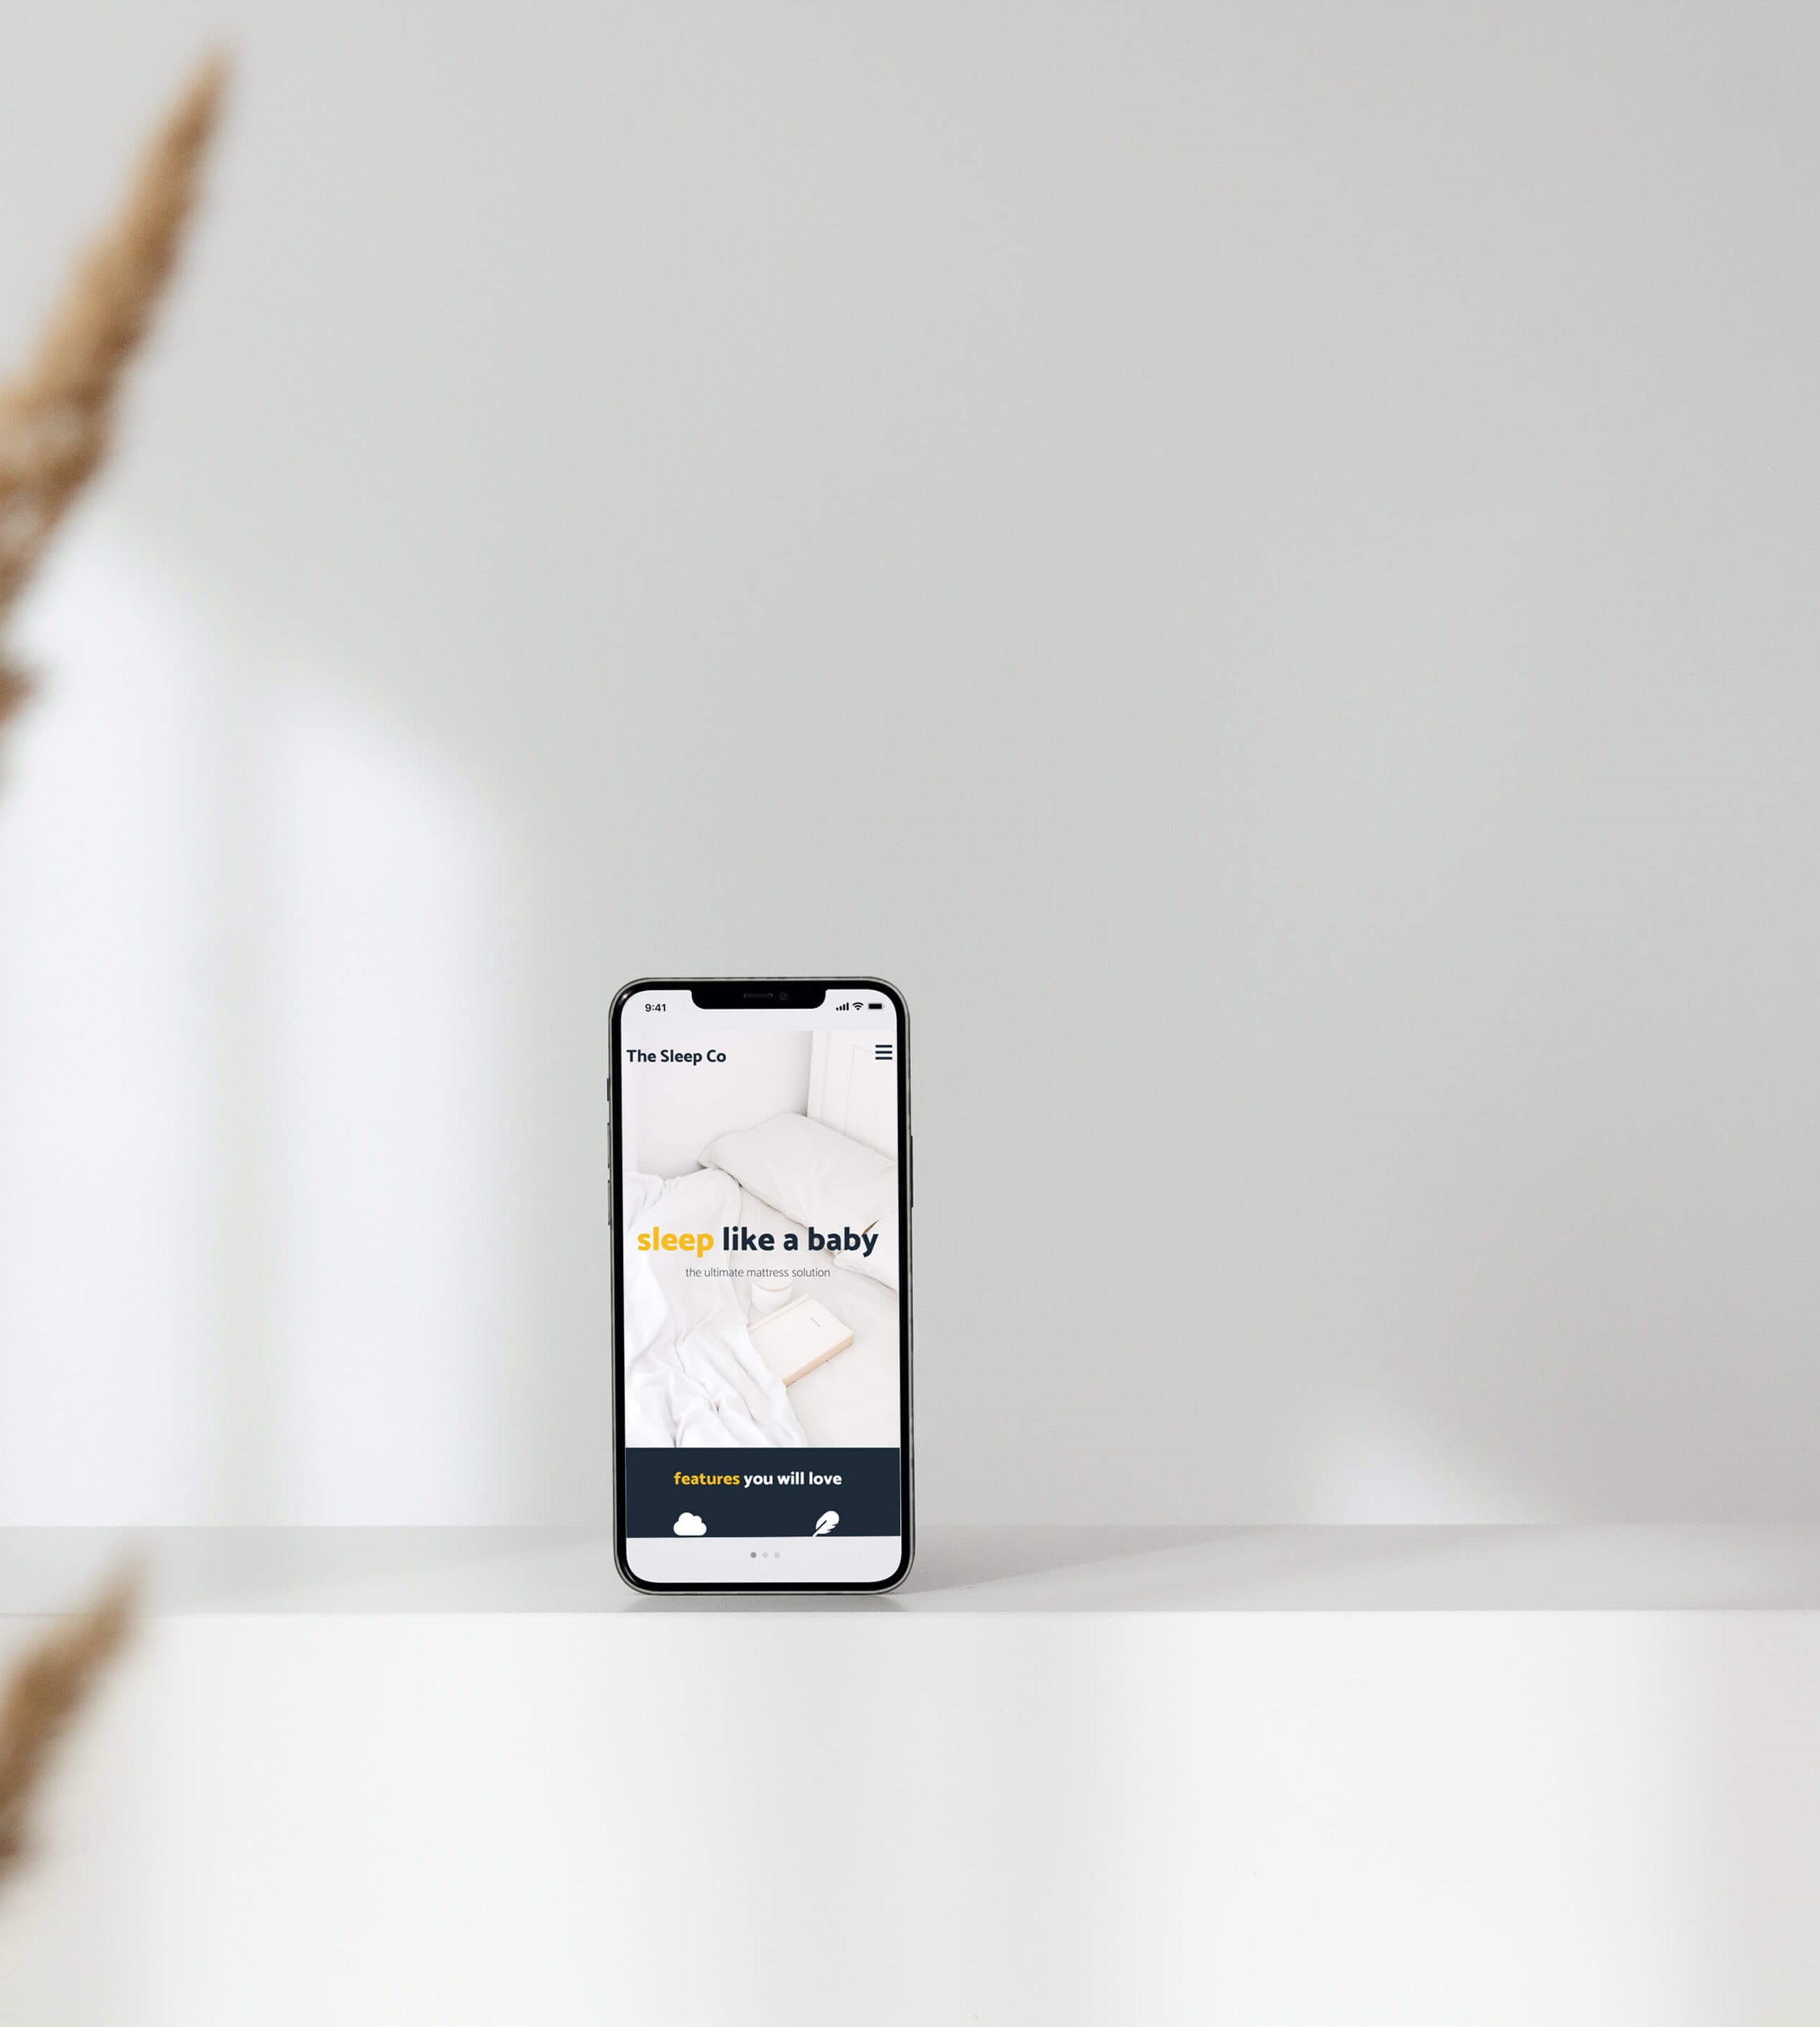 9:41
The Sleep Co
sleep like a baby
the ultimate mattress solution
features you will love